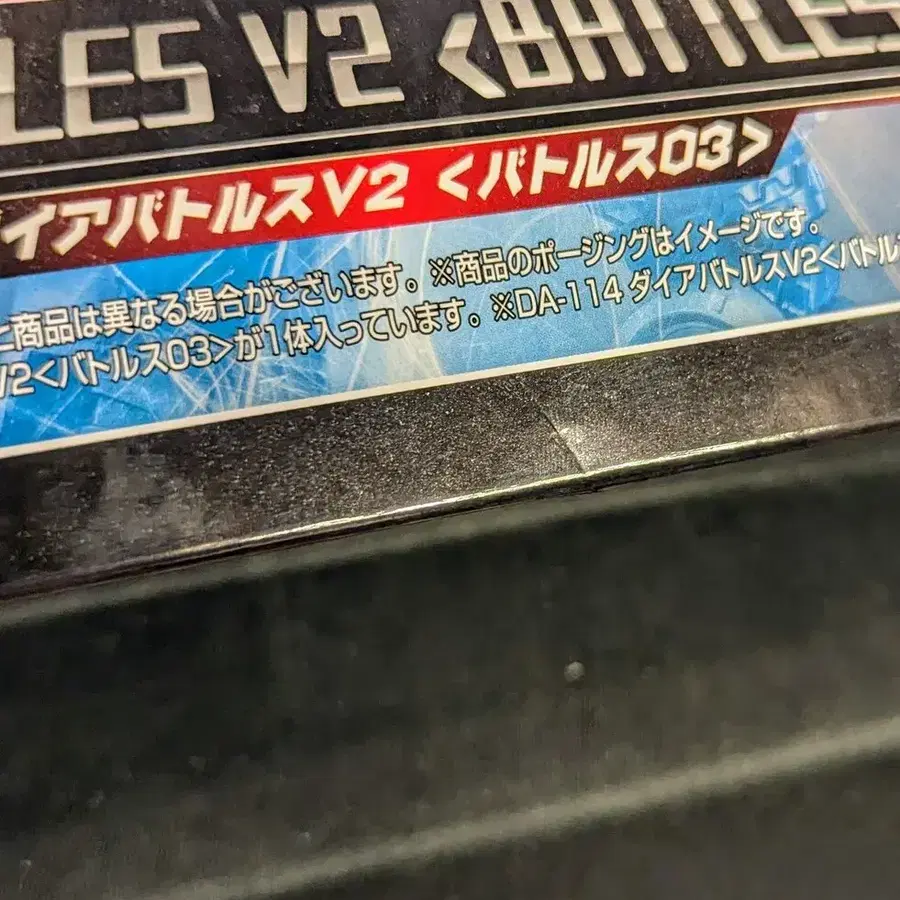 LES V2 <BATTLES
イアバトルスV2 <バトルス03>
商品は異なる場合がございます。※商品のポージングはイメージです。
V2<バトルス03>が1体入っています。※DA-114 ダイアバトルスV2<バトル